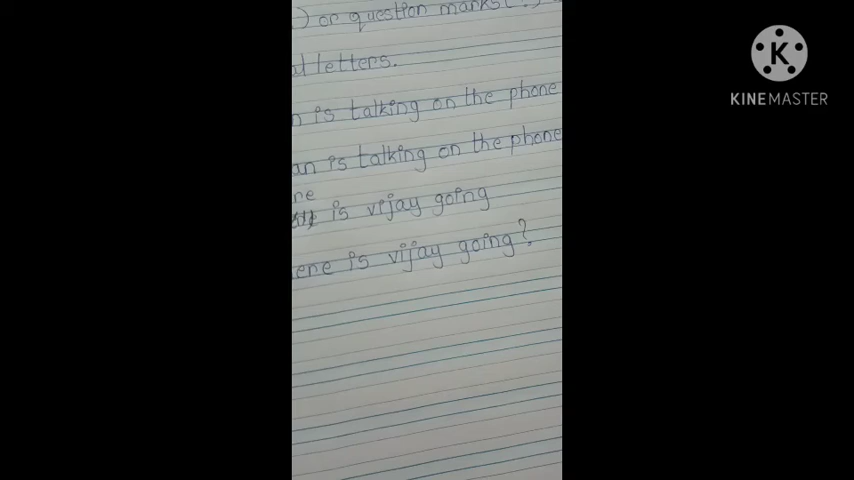 ) or question marks(?)
letters.
is talking on the phone
is talking on the phone
is vijay going
is vijay going?
KINEMASTER